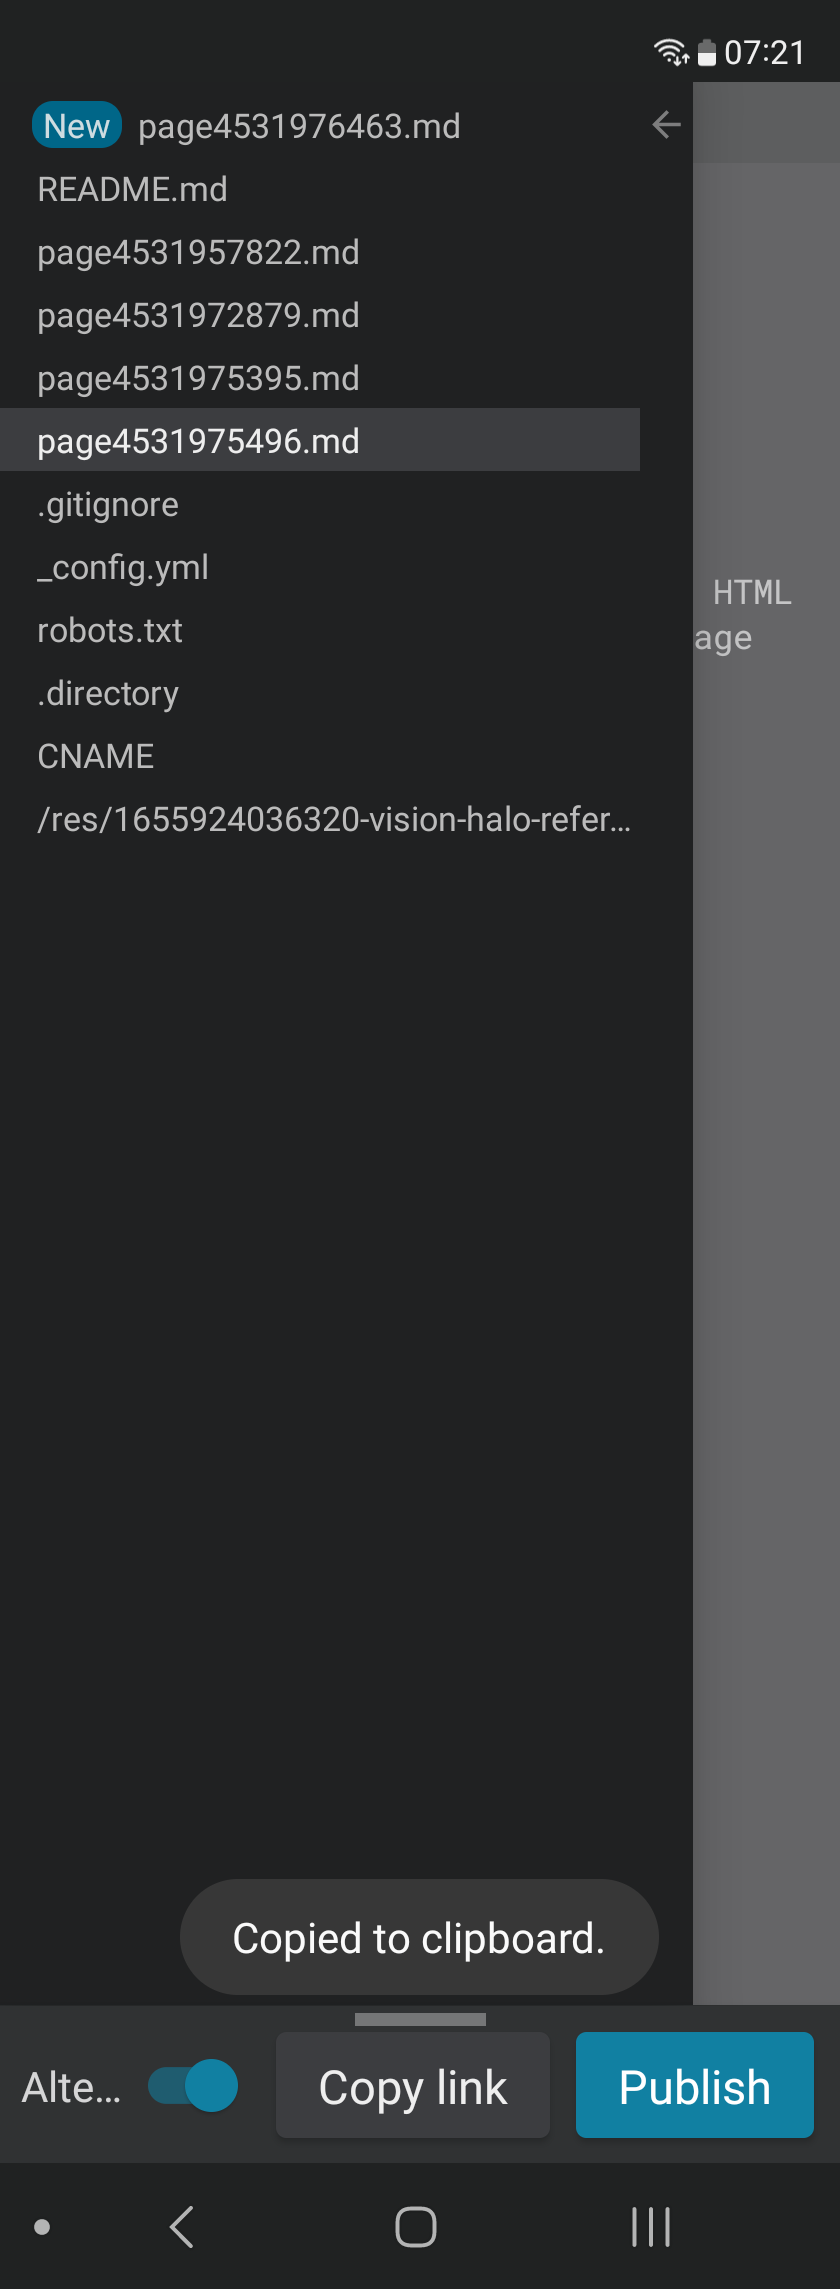 07:21
New page4531976463.md
README.md
page4531957822.md
page4531972879.md
page4531975395.md
page4531975496.md
.gitignore
_config.yml
HTML
robots.txt
age
.directory
CNAME
/res/1655924036320-vision-halo-refer...
Copied to clipboard.
Alte... Copy link Publish